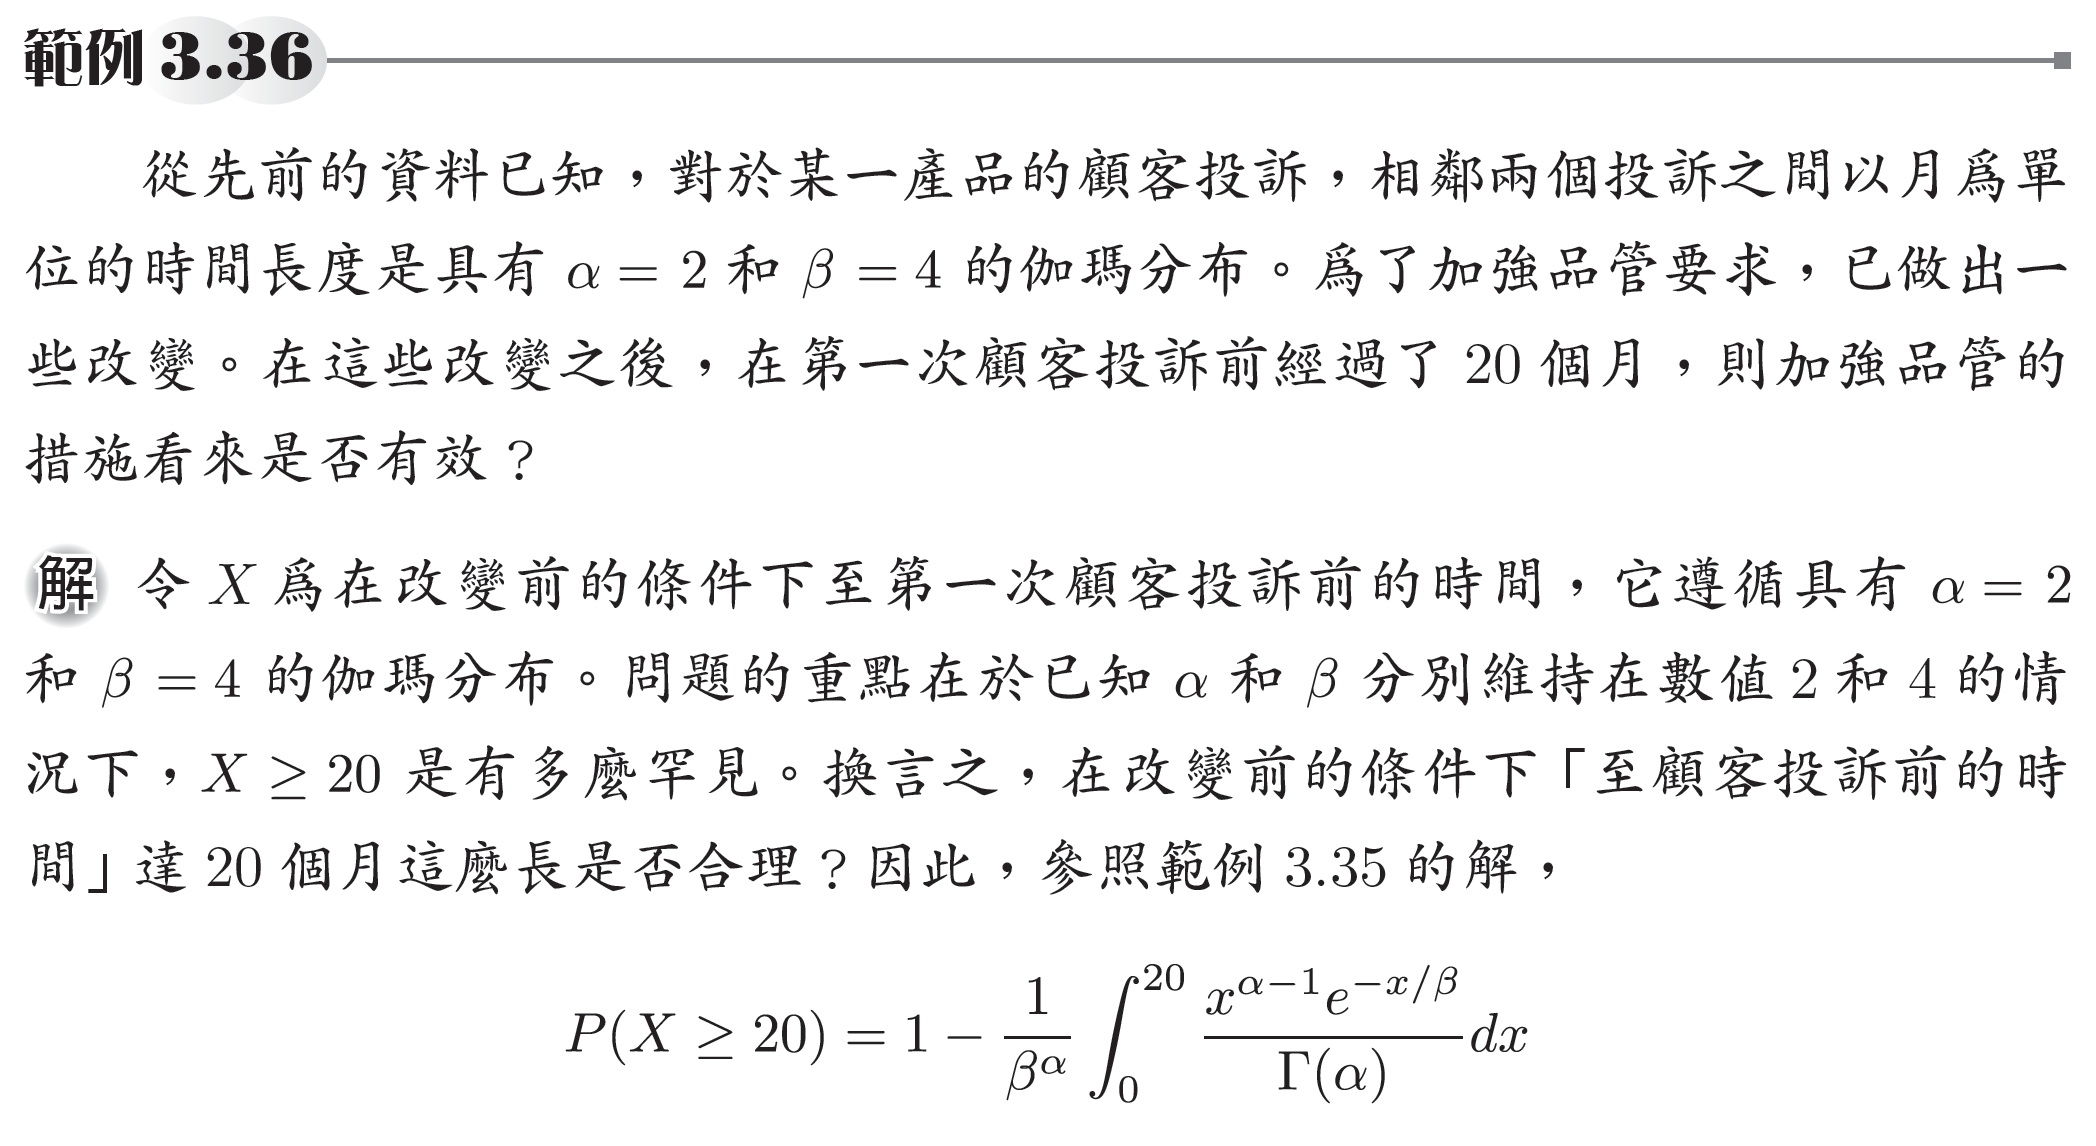 範例 3.36
從先前的資料已知，對於某一產品的顧客投訴，相鄰兩個投訴之間以月為單
位的時間長度是具有 α = 2 和 β = 4 的伽瑪分布。為了加強品管要求，已做出一
些改變。在這些改變之後，在第一次顧客投訴前經過了 20 個月，則加強品管的
措施看來是否有效？
解 令 X 為在改變前的條件下至第一次顧客投訴前的時間，它遵循具有 α = 2
和 β = 4 的伽瑪分布。問題的重點在於已知 α 和 β 分別維持在數值 2 和 4 的情
況下，X ≥ 20 是有多麼罕見。換言之，在改變前的條件下「至顧客投訴前的時
間」達 20 個月這麼長是否合理？因此，參照範例 3.35 的解，
P(X ≥ 20) = 1 − \frac{1}{β^α} \int_0^{20} \frac{x^{α−1}e^{−x/β}}{Γ(α)} dx